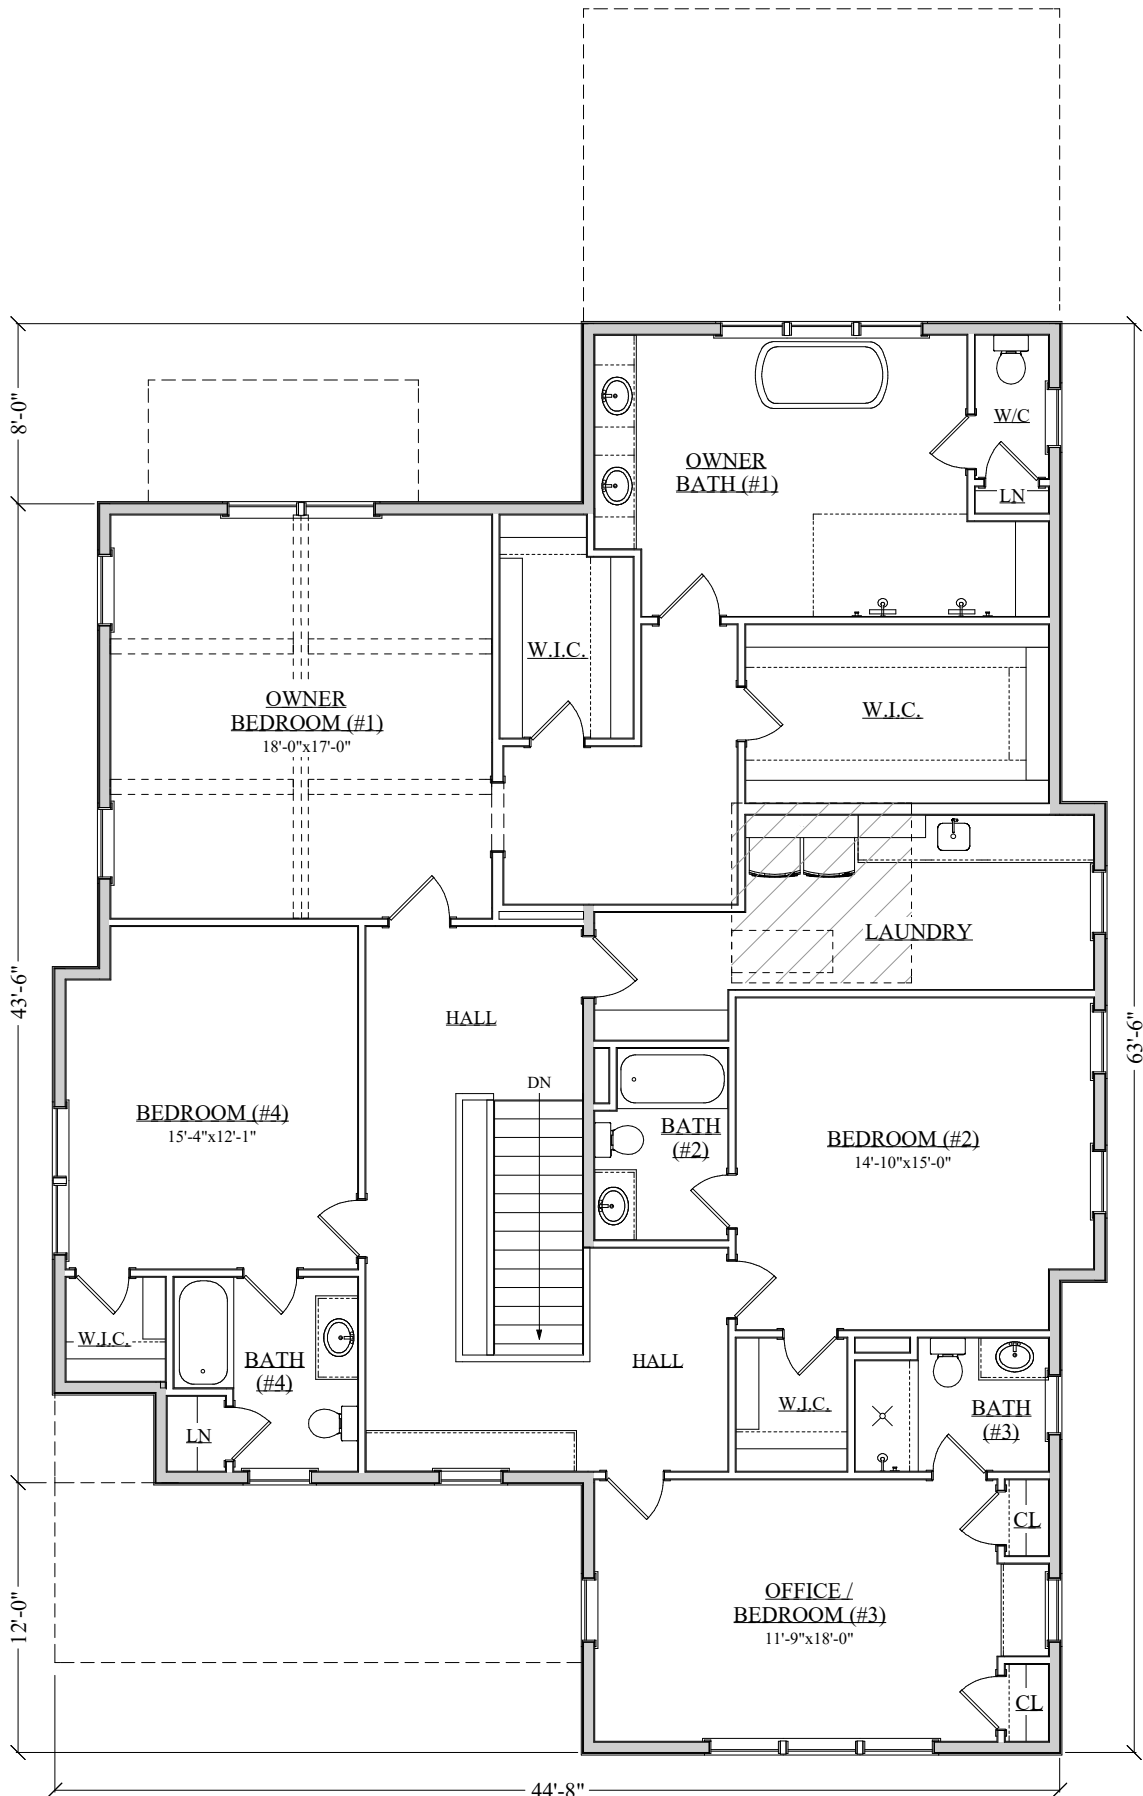 8'-0"
W/C
OWNER
BATH (#1)
LN
W.I.C.
OWNER
BEDROOM (#1)
18'-0"x17'-0"
W.I.C.
LAUNDRY
43'-6"
HALL
63'-6"
DN
BEDROOM (#4)
15'-4"x12'-1"
BATH
(#2)
BEDROOM (#2)
14'-10"x15'-0"
W.I.C.
BATH
(#4)
HALL
W.I.C.
BATH
(#3)
LN
CL
12'-0"
OFFICE /
BEDROOM (#3)
11'-9"x18'-0"
CL
44'-8"